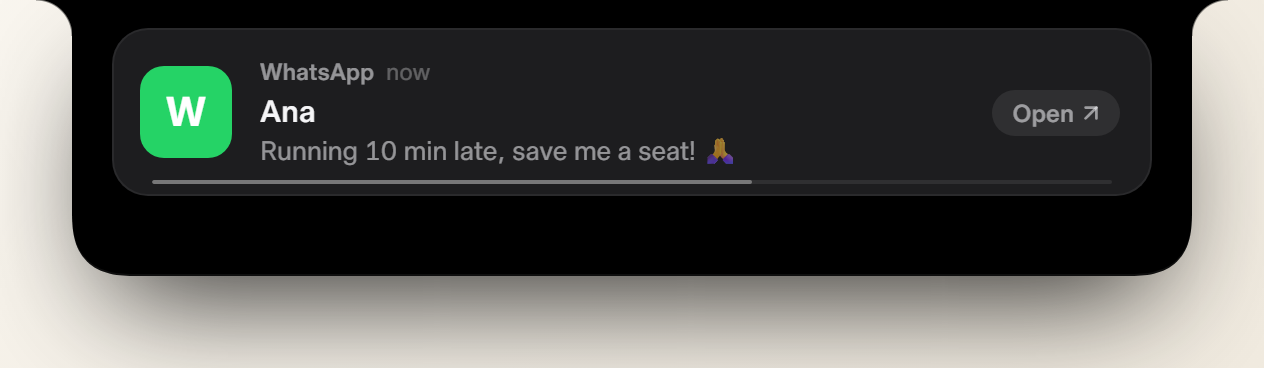 WhatsApp now
W
Ana
Open
Running 10 min late, save me a seat! 🙏